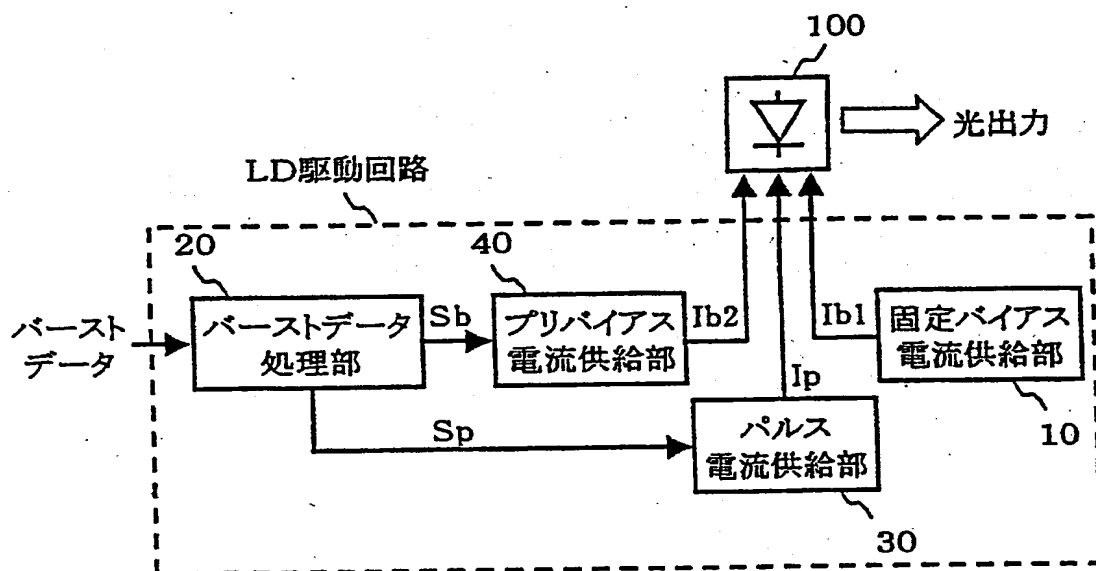 100
光出力
LD駆動回路
20
40
バースト
データ
バーストデータ
処理部
Sb
プリバイアス
電流供給部
Ib2
Ib1
固定バイアス
電流供給部
Ip
10
Sp
パルス
電流供給部
30